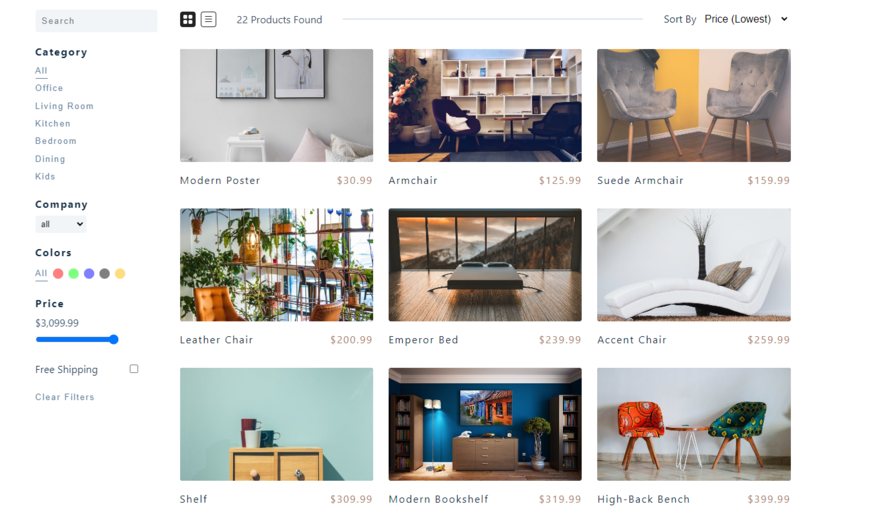 Search
Category
All
Office
Living Room
Kitchen
Bedroom
Dining
Kids
Company
all
Colors
All
Price
$3,099.99
Free Shipping
Clear Filters
22 Products Found
Sort By Price (Lowest)
Modern Poster $30.99
Armchair $125.99
Suede Armchair $159.99
Leather Chair $200.99
Emperor Bed $239.99
Accent Chair $259.99
Shelf $309.99
Modern Bookshelf $319.99
High-Back Bench $399.99